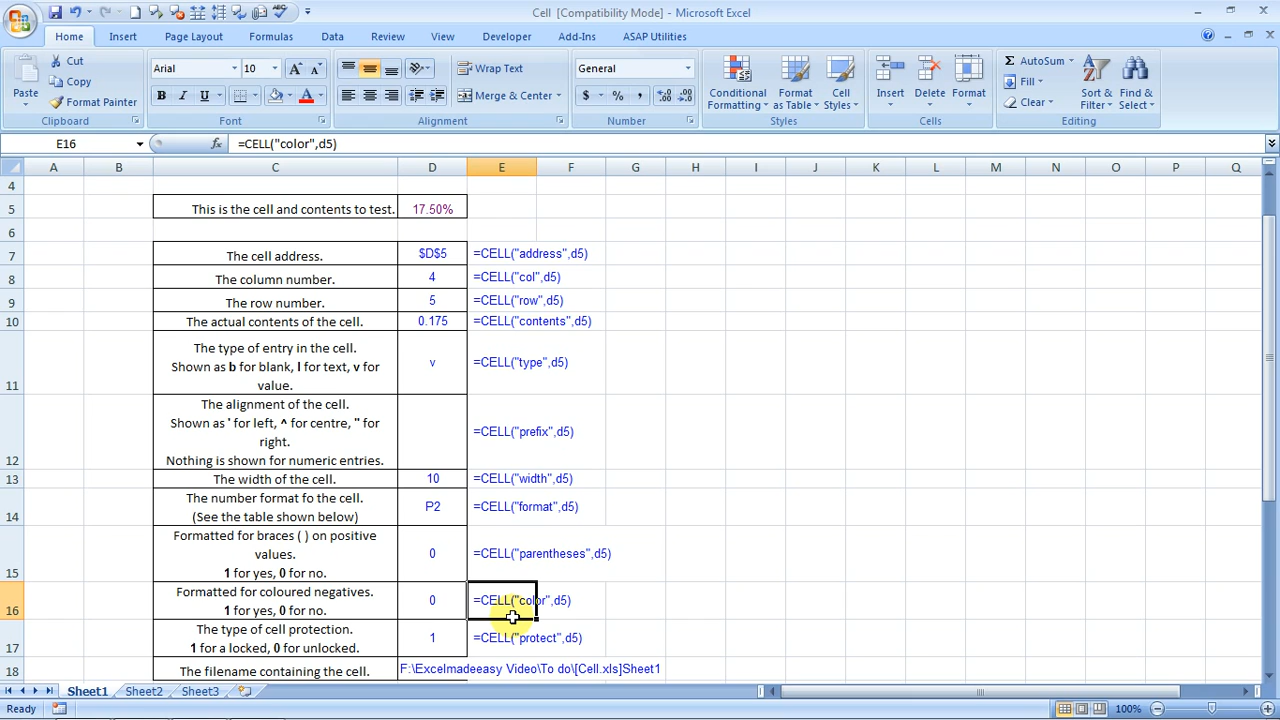 Cell [Compatibility Mode] - Microsoft Excel
Home Insert Page Layout Formulas Data Review View Developer Add-Ins ASAP Utilities
Paste
Cut
Copy
Format Painter
Clipboard
Arial 10
B I U
Font
Wrap Text
Merge & Center
Alignment
General
$ % ,
Number
Conditional Formatting
Format as Table
Cell Styles
Styles
Insert Delete Format
Cells
Σ AutoSum
Fill
Clear
Sort & Filter
Find & Select
Editing
E16 fx =CELL("color",d5)
A B C D E F G H I J K L M N O P Q
4
5 This is the cell and contents to test. 17.50%
6
7 The cell address. $D$5 =CELL("address",d5)
8 The column number. 4 =CELL("col",d5)
9 The row number. 5 =CELL("row",d5)
10 The actual contents of the cell. 0.175 =CELL("contents",d5)
The type of entry in the cell.
Shown as b for blank, l for text, v for v =CELL("type",d5)
11 value.
The alignment of the cell.
Shown as ' for left, ^ for centre, " for
right. =CELL("prefix",d5)
12 Nothing is shown for numeric entries.
13 The width of the cell. 10 =CELL("width",d5)
The number format fo the cell. P2 =CELL("format",d5)
14 (See the table shown below)
Formatted for braces ( ) on positive
values. 0 =CELL("parentheses",d5)
15 1 for yes, 0 for no.
Formatted for coloured negatives. 0 =CELL("color",d5)
16 1 for yes, 0 for no.
The type of cell protection. 1 =CELL("protect",d5)
17 1 for a locked, 0 for unlocked.
18 The filename containing the cell. F:\Excelmadeeasy Video\To do\[Cell.xls]Sheet1
Sheet1 Sheet2 Sheet3
Ready 100%